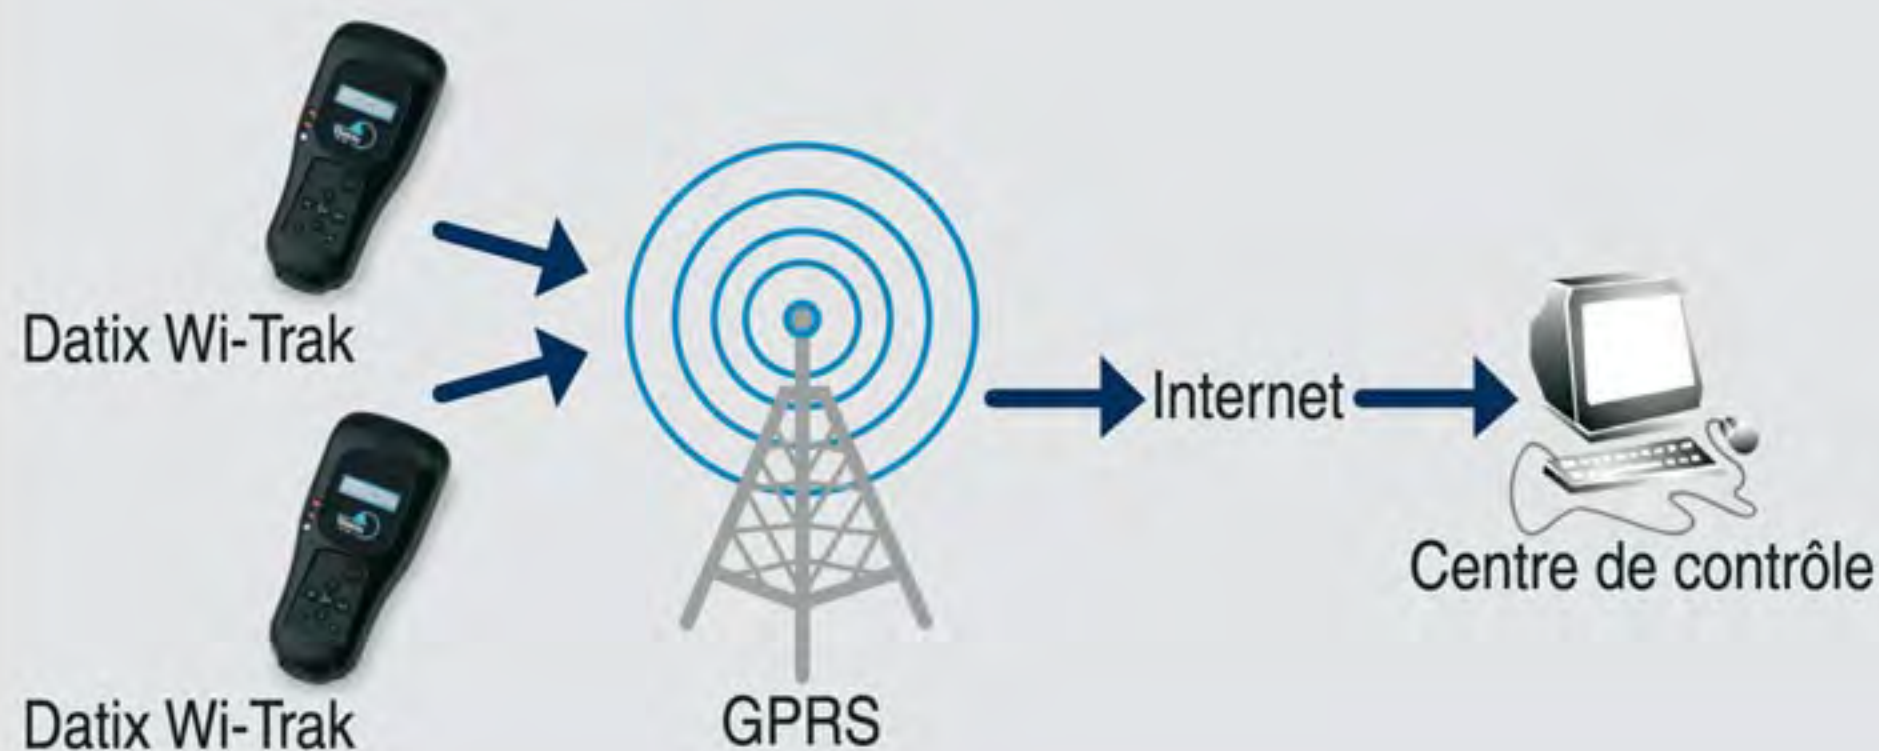 Datix Wi-Trak
Datix Wi-Trak
GPRS
Internet
Centre de contrôle